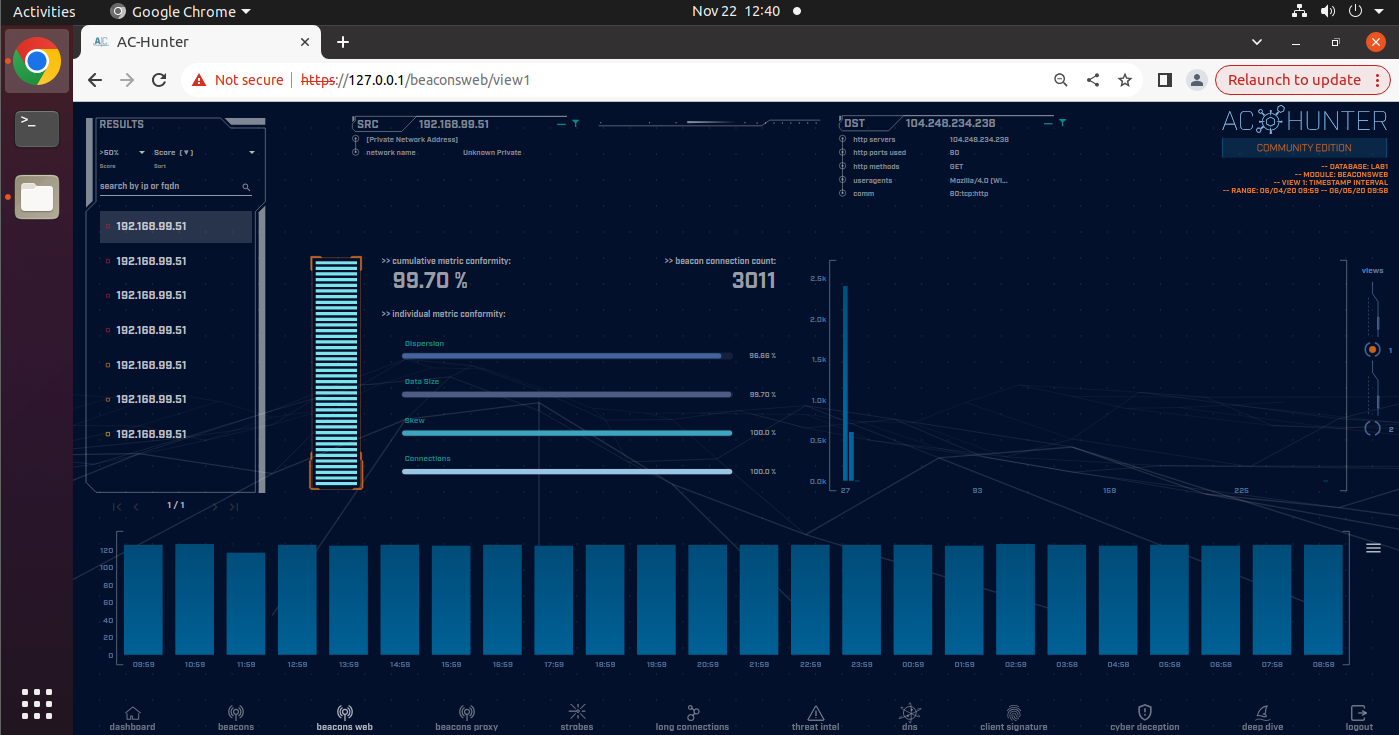 Activities Google Chrome Nov 22 12:40
AC-Hunter
Not secure https://127.0.0.1/beaconsweb/view1 Relaunch to update
RESULTS
>50% Score (▼)
Score Sort
search by ip or fqdn
192.168.99.51
192.168.99.51
192.168.99.51
192.168.99.51
192.168.99.51
192.168.99.51
192.168.99.51
1 / 1
SRC 192.168.99.51
[Private Network Address]
network name Unknown Private
DST 104.248.234.238
http servers 104.248.234.238
http ports used 80
http methods GET
useragents Mozilla/4.0 (Wi...
comm 80:tcp:http
AC HUNTER
COMMUNITY EDITION
-- DATABASE: LAB1
-- MODULE: BEACONSWEB
-- VIEW 1: TIMESTAMP INTERVAL
-- RANGE: 06/04/20 09:59 -- 06/05/20 09:58
>> cumulative metric conformity:
99.70 %
>> beacon connection count:
3011
>> individual metric conformity:
Dispersion
96.66 %
Data Size
99.70 %
Skew
100.0 %
Connections
100.0 %
2.5k
2.0k
1.5k
1.0k
0.5k
0.0k
27 93 159 225
views
1
2
120
100
80
60
40
20
0
09:59 10:59 11:59 12:59 13:59 14:59 15:59 16:59 17:59 18:59 19:59 20:59 21:59 22:59 23:59 00:59 01:59 02:59 03:58 04:58 05:58 06:58 07:58 08:58
dashboard beacons beacons web beacons proxy strobes long connections threat intel dns client signature cyber deception deep dive logout